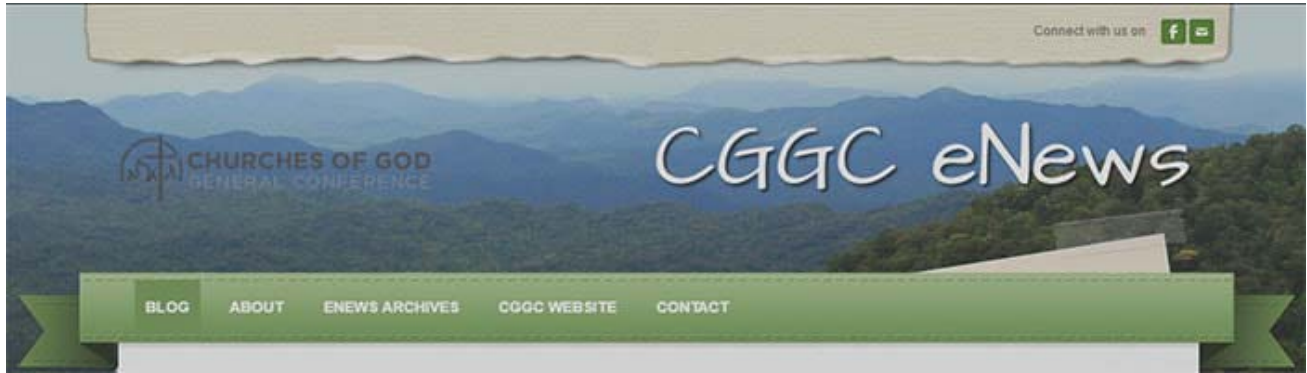 Connect with us on
CHURCHES OF GOD
GENERAL CONFERENCE
CGGC eNews
BLOG ABOUT ENEWS ARCHIVES CGGC WEBSITE CONTACT